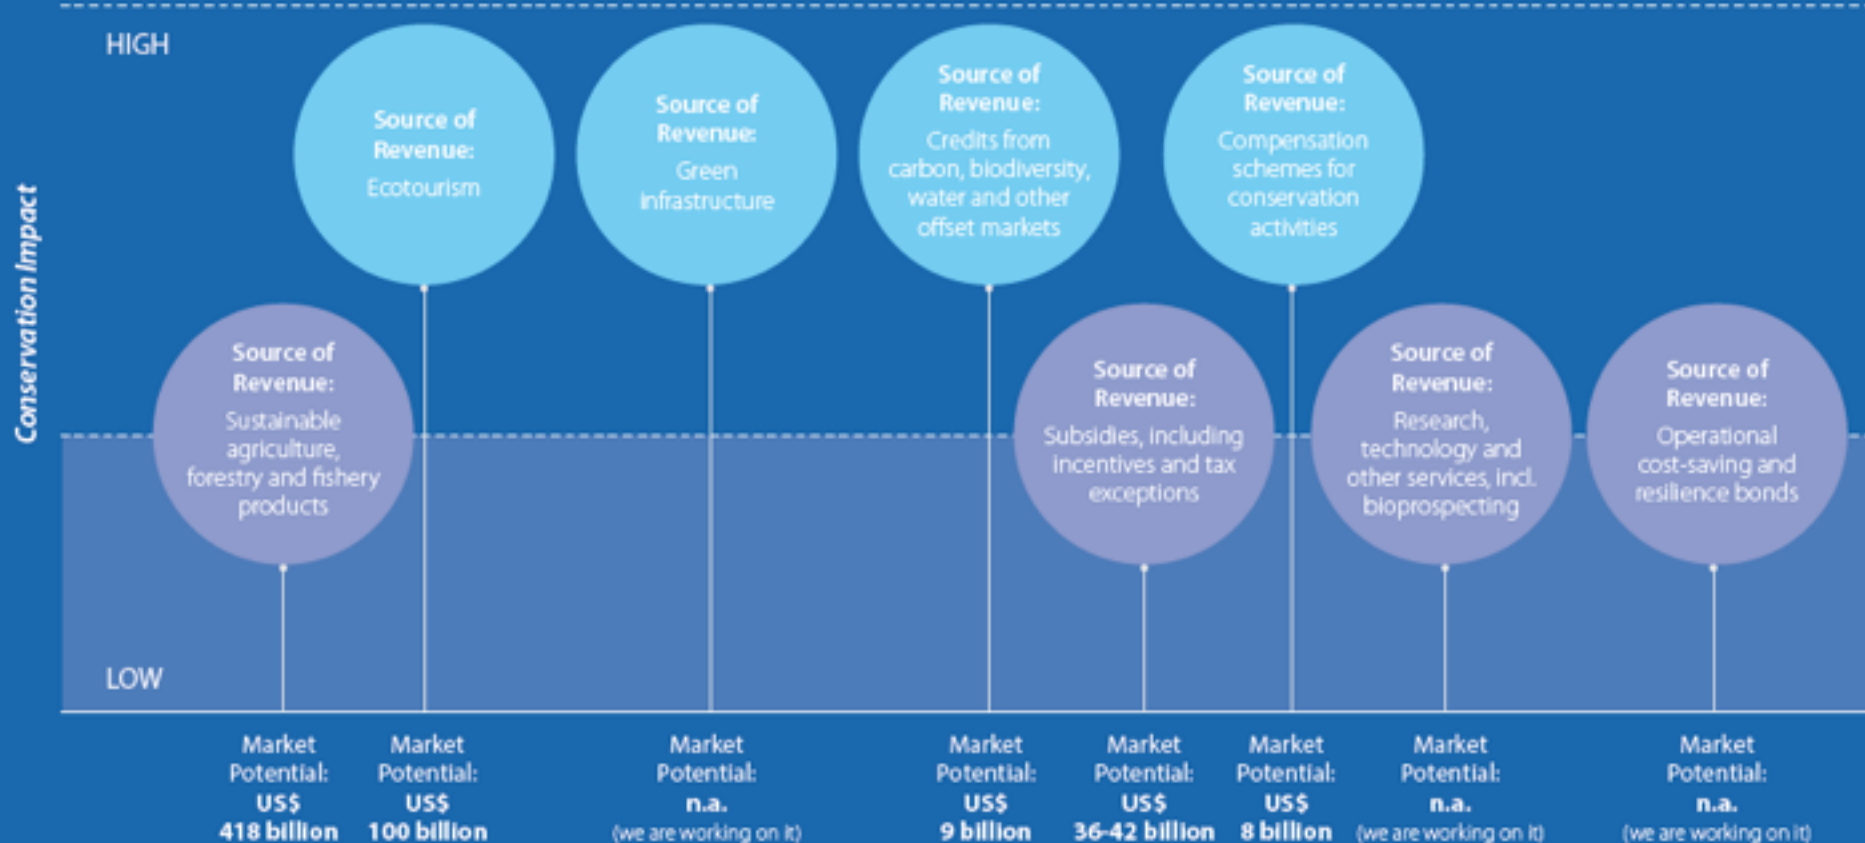 HIGH
Source of
Revenue:
Ecotourism
Source of
Revenue:
Green
infrastructure
Source of
Revenue:
Credits from
carbon, biodiversity,
water and other
offset markets
Source of
Revenue:
Compensation
schemes for
conservation
activities
Conservation Impact
Source of
Revenue:
Sustainable
agriculture,
forestry and fishery
products
Source of
Revenue:
Subsidies, including
incentives and tax
exceptions
Source of
Revenue:
Research,
technology and
other services, incl.
bioprospecting
Source of
Revenue:
Operational
cost-saving and
resilience bonds
LOW
Market
Potential:
US$
418 billion
Market
Potential:
US$
100 billion
Market
Potential:
n.a.
(we are working on it)
Market
Potential:
US$
9 billion
Market
Potential:
US$
36-42 billion
Market
Potential:
US$
8 billion
Market
Potential:
n.a.
(we are working on it)
Market
Potential:
n.a.
(we are working on it)